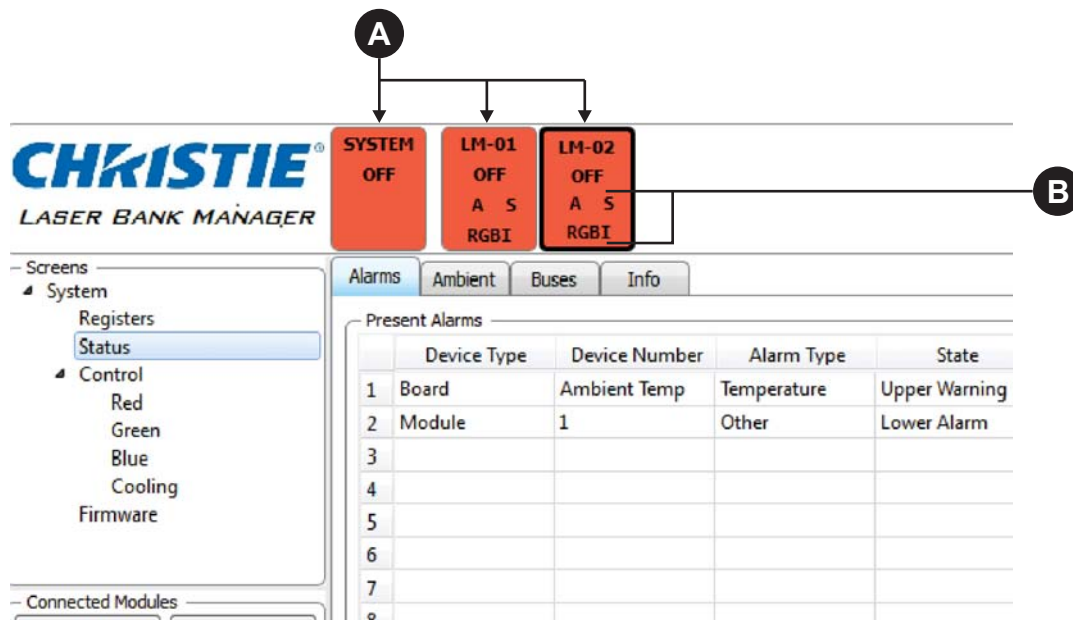 A
CHRISTIE®
LASER BANK MANAGER
SYSTEM
OFF
LM-01
OFF
A S
RGBI
LM-02
OFF
A S
RGBI
B
Screens
System
Registers
Status
Control
Red
Green
Blue
Cooling
Firmware
Connected Modules
Alarms Ambient Buses Info
Present Alarms
Device Type Device Number Alarm Type State
1 Board Ambient Temp Temperature Upper Warning
2 Module 1 Other Lower Alarm
3
4
5
6
7
8